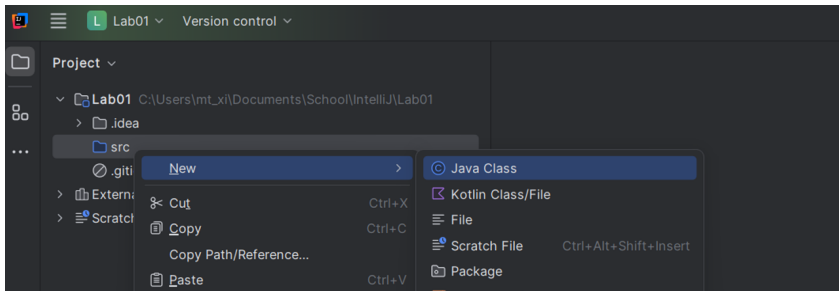 L Lab01 Version control
Project
Lab01 C:\Users\mt_xi\Documents\School\IntelliJ\Lab01
.idea
src
New
Java Class
.giti
Kotlin Class/File
Externa
Cut Ctrl+X
File
Scratch
Copy Ctrl+C
Scratch File Ctrl+Alt+Shift+Insert
Copy Path/Reference...
Package
Paste Ctrl+V